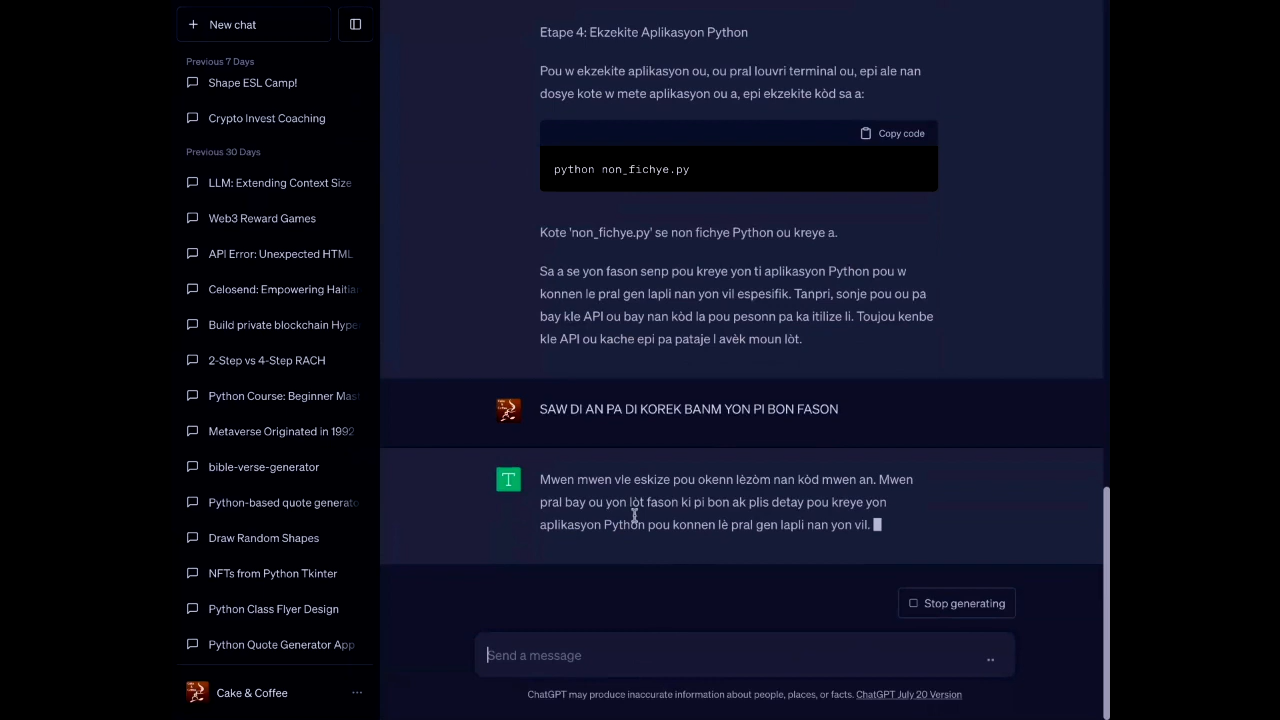 New chat
Previous 7 Days
Shape ESL Camp!
Crypto Invest Coaching
Previous 30 Days
LLM: Extending Context Size
Web3 Reward Games
API Error: Unexpected HTML
Celosend: Empowering Haitia
Build private blockchain Hype
2-Step vs 4-Step RACH
Python Course: Beginner Mas
Metaverse Originated in 1992
bible-verse-generator
Python-based quote generato
Draw Random Shapes
NFTs from Python Tkinter
Python Class Flyer Design
Python Quote Generator App
Cake & Coffee
Etape 4: Ekzekite Aplikasyon Python
Pou w ekzekite aplikasyon ou, ou pral louvri terminal ou, epi ale nan
dosye kote w mete aplikasyon ou a, epi ekzekite kòd sa a:
Copy code
python non_fichye.py
Kote 'non_fichye.py' se non fichye Python ou kreye a.
Sa a se yon fason senp pou kreye yon ti aplikasyon Python pou w
konnen le pral gen lapli nan yon vil espesifik. Tanpri, sonje pou ou pa
bay kle API ou bay nan kòd la pou pesonn pa ka itilize li. Toujou kenbe
kle API ou kache epi pa pataje l avèk moun lòt.
SAW DI AN PA DI KOREK BANM YON PI BON FASON
T
Mwen mwen vle eskize pou okenn lèzòm nan kòd mwen an. Mwen
pral bay ou yon lòt fason ki pi bon ak plis detay pou kreye yon
aplikasyon Python pou konnen lè pral gen lapli nan yon vil.
Stop generating
Send a message
ChatGPT may produce inaccurate information about people, places, or facts. ChatGPT July 20 Version